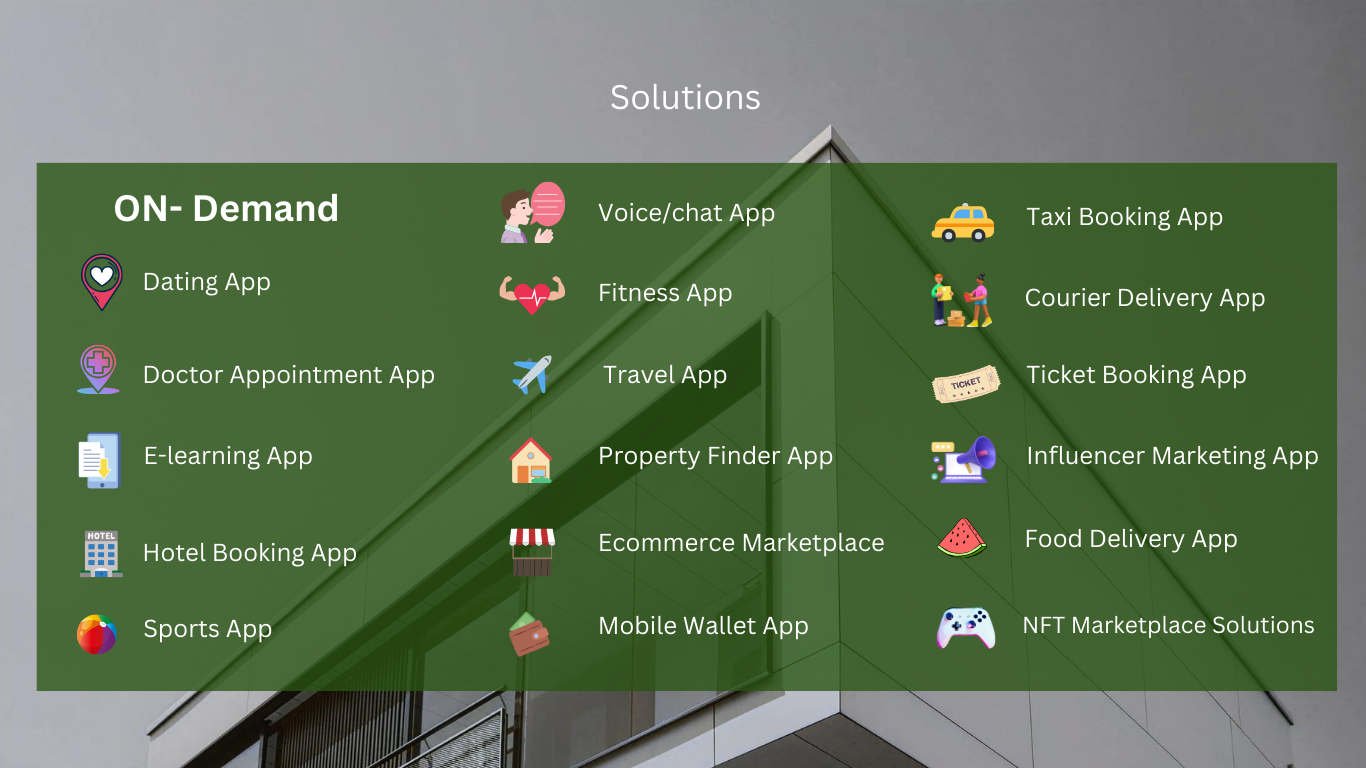 Solutions
ON- Demand
Dating App
Doctor Appointment App
E-learning App
HOTEL
Hotel Booking App
Sports App
Voice/chat App
Fitness App
Travel App
Property Finder App
Ecommerce Marketplace
Mobile Wallet App
Taxi Booking App
Courier Delivery App
TICKET
Ticket Booking App
Influencer Marketing App
Food Delivery App
NFT Marketplace Solutions